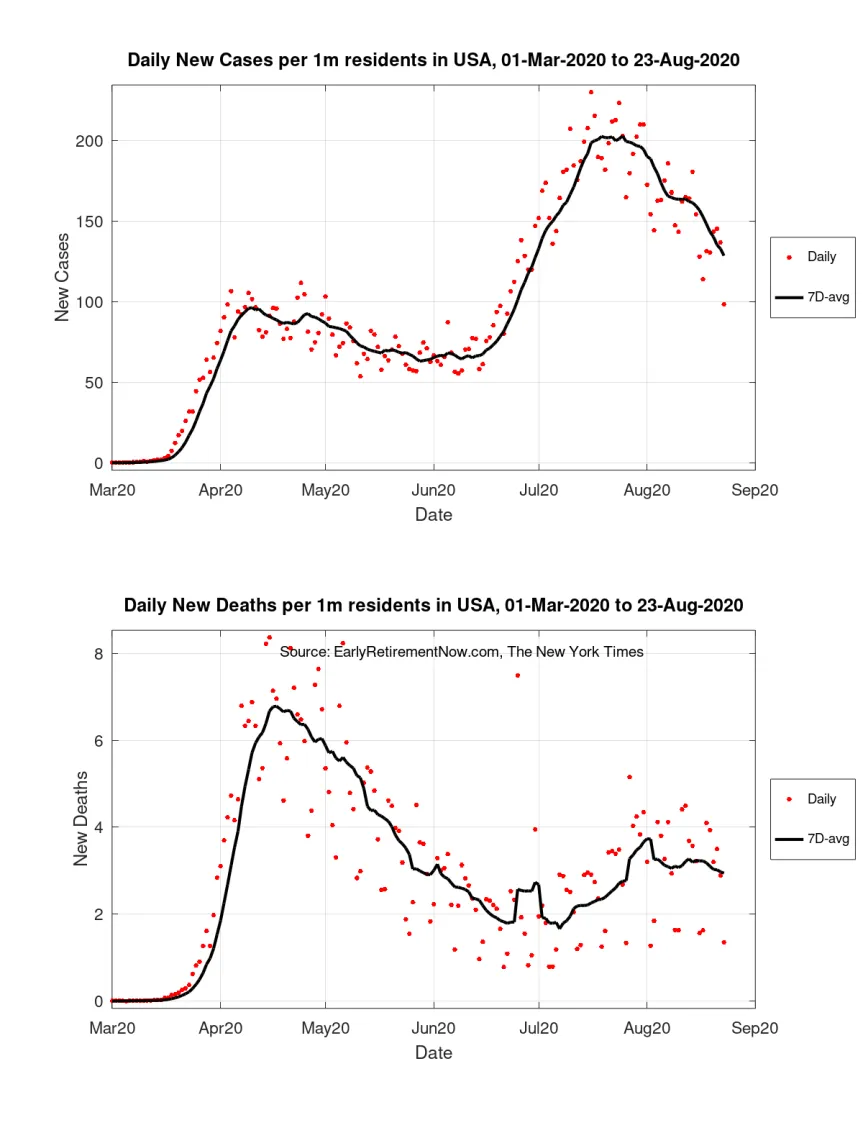 Daily New Cases per 1m residents in USA, 01-Mar-2020 to 23-Aug-2020
New Cases
200
150
100
50
0
Mar20 Apr20 May20 Jun20 Jul20 Aug20 Sep20
Date
Daily
7D-avg
Daily New Deaths per 1m residents in USA, 01-Mar-2020 to 23-Aug-2020
Source: EarlyRetirementNow.com, The New York Times
New Deaths
8
6
4
2
0
Mar20 Apr20 May20 Jun20 Jul20 Aug20 Sep20
Date
Daily
7D-avg